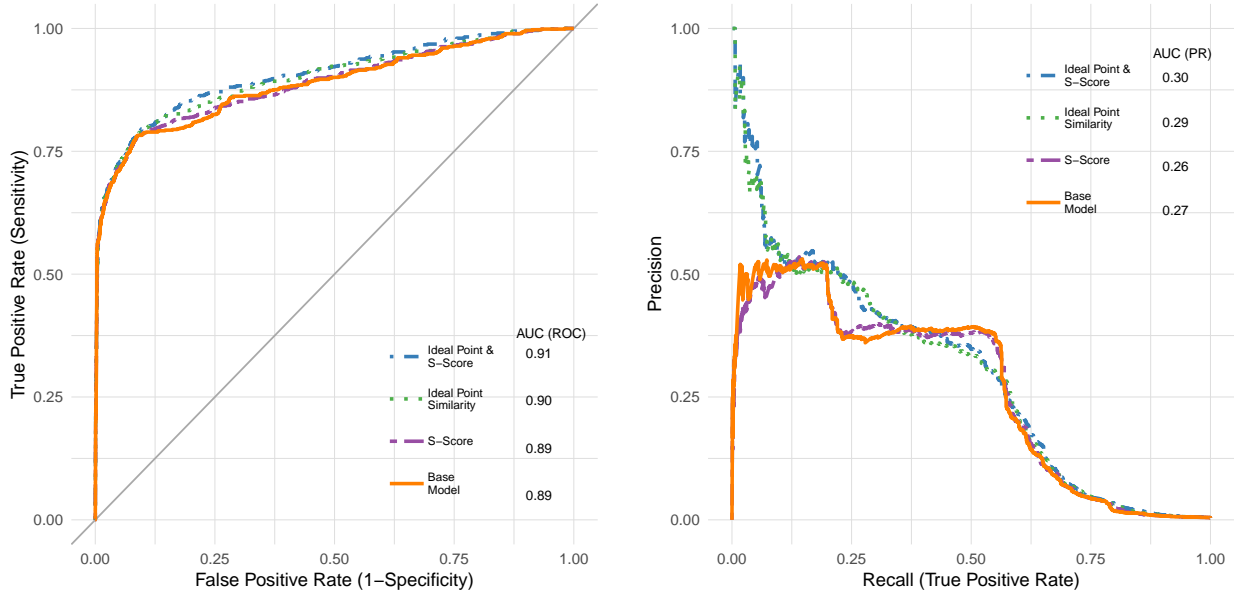 1.00
0.75
0.50
0.25
0.00
True Positive Rate (Sensitivity)
AUC (ROC)
Ideal Point &
S−Score
0.91
Ideal Point
Similarity
0.90
S−Score
0.89
Base
Model
0.89
0.00
0.25
0.50
0.75
1.00
False Positive Rate (1−Specificity)
1.00
0.75
0.50
0.25
0.00
Precision
AUC (PR)
Ideal Point &
S−Score
0.30
Ideal Point
Similarity
0.29
S−Score
0.26
Base
Model
0.27
0.00
0.25
0.50
0.75
1.00
Recall (True Positive Rate)